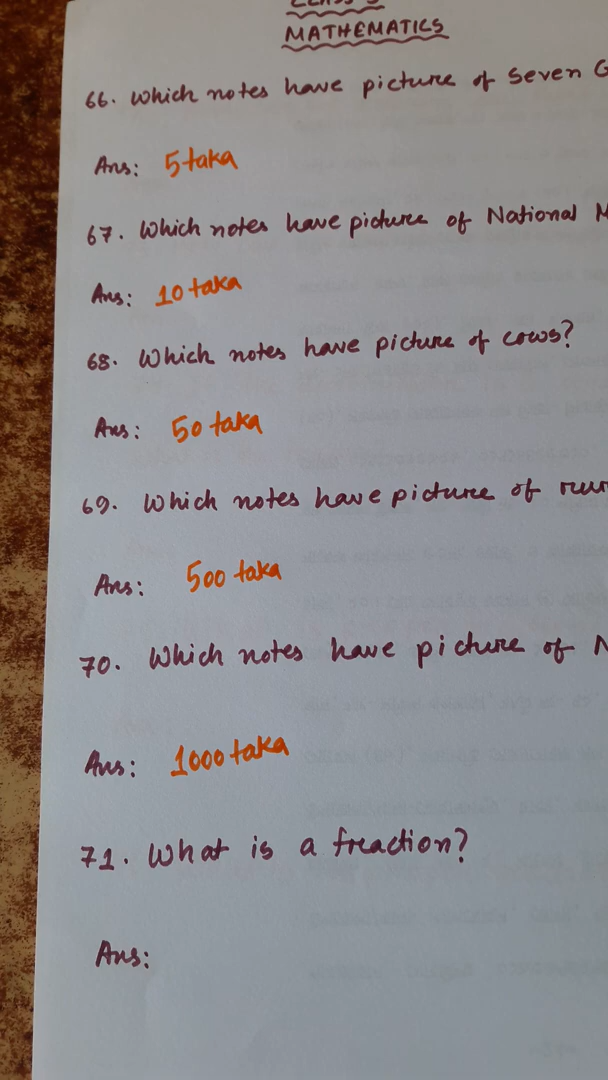 MATHEMATICS
66. Which notes have picture of Seven
Ans: 5 taka
67. Which notes have picture of National
Ans: 10 taka
68. Which notes have picture of cows?
Ans: 50 taka
69. Which notes have picture of
Ans: 500 taka
70. Which notes have picture of
Ans: 1000 taka
71. What is a fraction?
Ans: